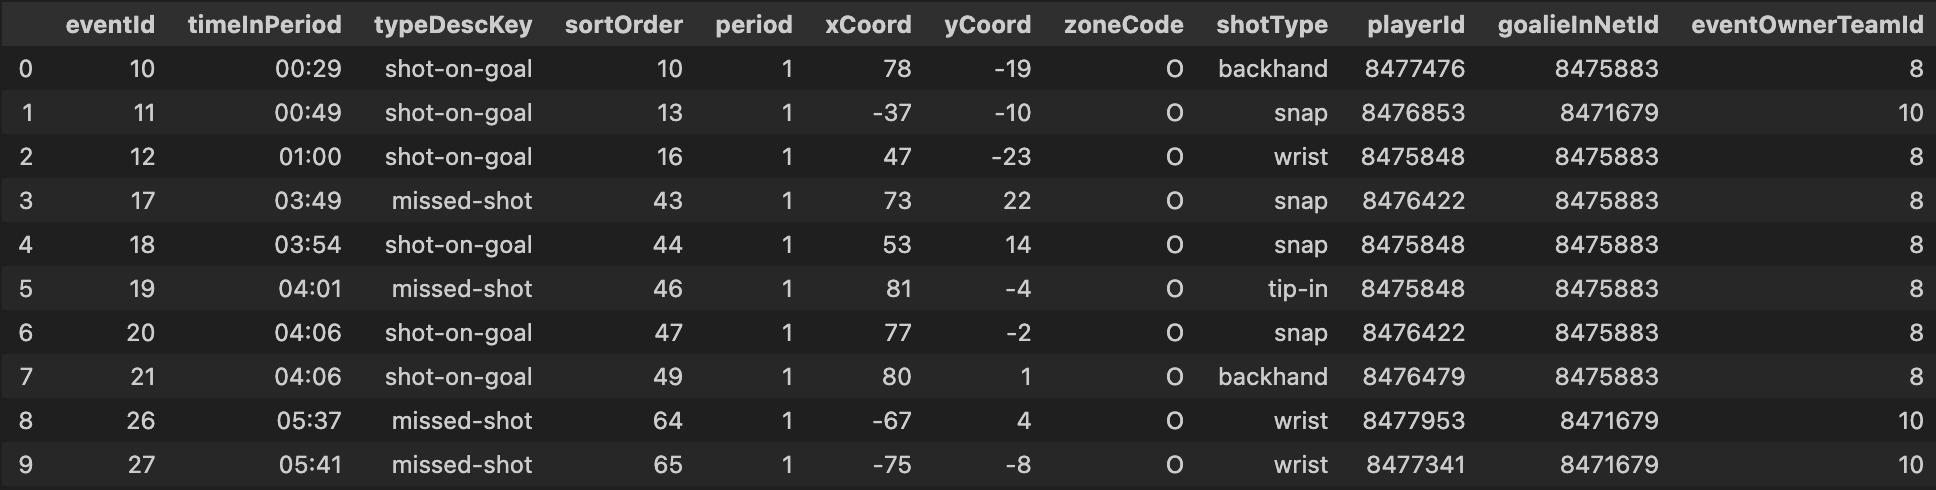 eventId timeInPeriod typeDescKey sortOrder period xCoord yCoord zoneCode shotType playerId goalieInNetId eventOwnerTeamId
0 10 00:29 shot-on-goal 10 1 78 -19 O backhand 8477476 8475883 8
1 11 00:49 shot-on-goal 13 1 -37 -10 O snap 8476853 8471679 10
2 12 01:00 shot-on-goal 16 1 47 -23 O wrist 8475848 8475883 8
3 17 03:49 missed-shot 43 1 73 22 O snap 8476422 8475883 8
4 18 03:54 shot-on-goal 44 1 53 14 O snap 8475848 8475883 8
5 19 04:01 missed-shot 46 1 81 -4 O tip-in 8475848 8475883 8
6 20 04:06 shot-on-goal 47 1 77 -2 O snap 8476422 8475883 8
7 21 04:06 shot-on-goal 49 1 80 1 O backhand 8476479 8475883 8
8 26 05:37 missed-shot 64 1 -67 4 O wrist 8477953 8471679 10
9 27 05:41 missed-shot 65 1 -75 -8 O wrist 8477341 8471679 10